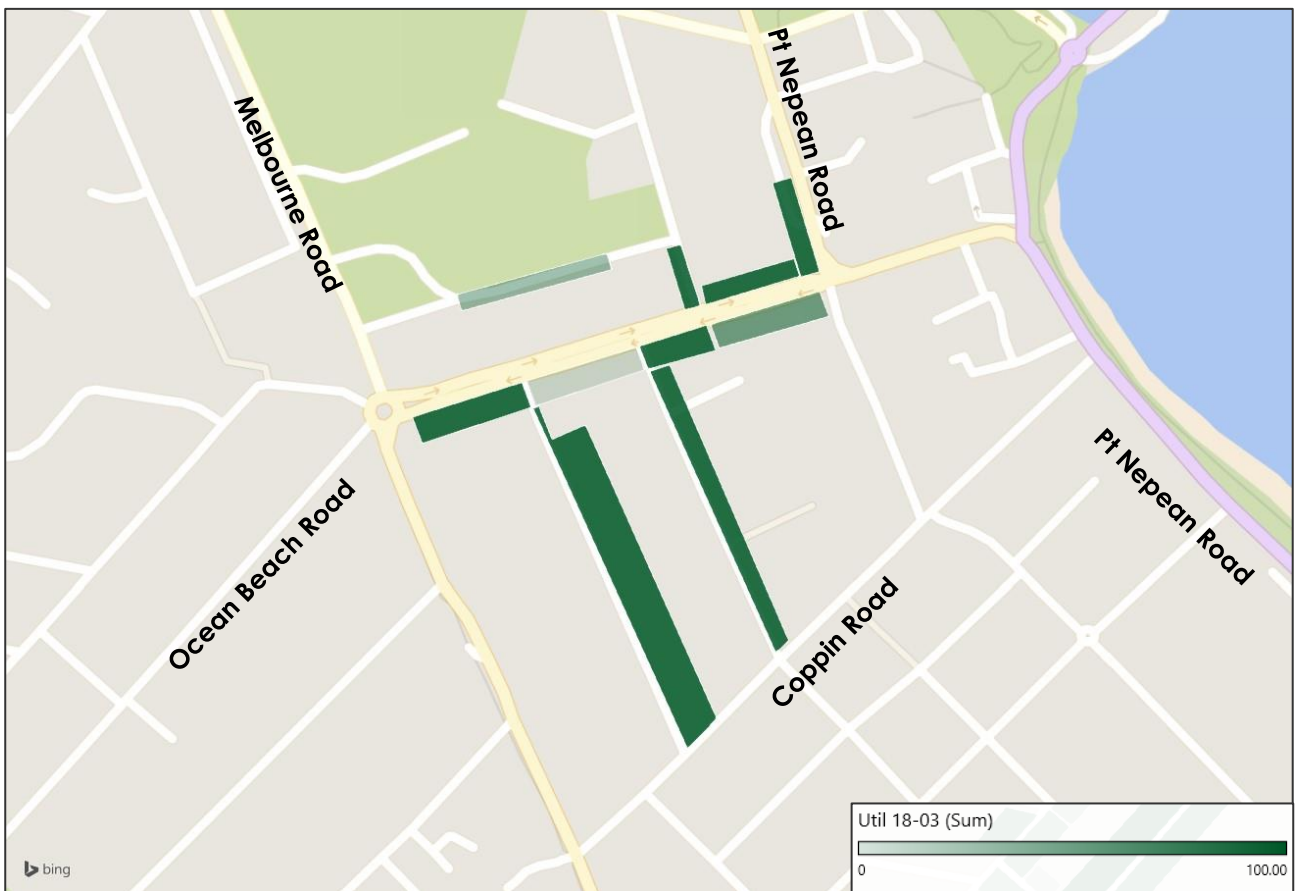 Pt Nepean Road
Melbourne Road
Ocean Beach Road
Pt Nepean Road
Coppin Road
Util 18-03 (Sum)
0
100.00
bing